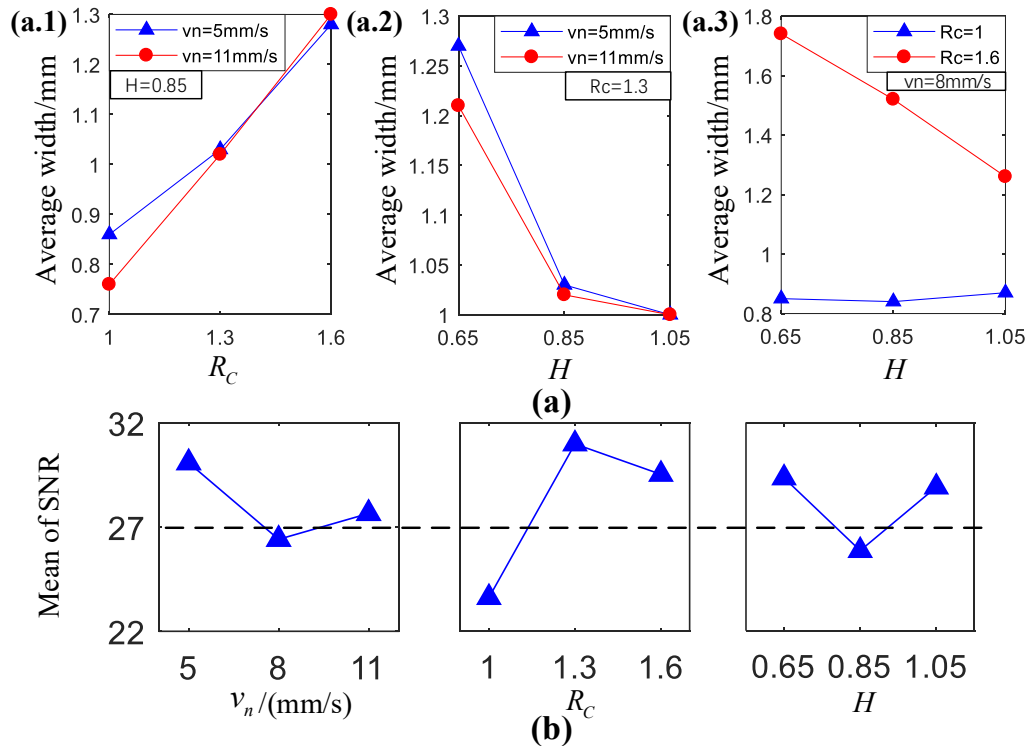 (a.1)
1.3
1.2
1.1
1
0.9
0.8
0.7
Average width/mm
vn=5mm/s
vn=11mm/s
H=0.85
1 1.3 1.6
R_C
(a.2)
1.3
1.25
1.2
1.15
1.1
1.05
1
Average width/mm
vn=5mm/s
vn=11mm/s
Rc=1.3
0.65 0.85 1.05
H
(a.3)
1.8
1.6
1.4
1.2
1
0.8
Average width/mm
Rc=1
Rc=1.6
vn=8mm/s
0.65 0.85 1.05
H
(a)
32
27
22
Mean of SNR
5 8 11
v_n/(mm/s)
1 1.3 1.6
R_C
0.65 0.85 1.05
H
(b)